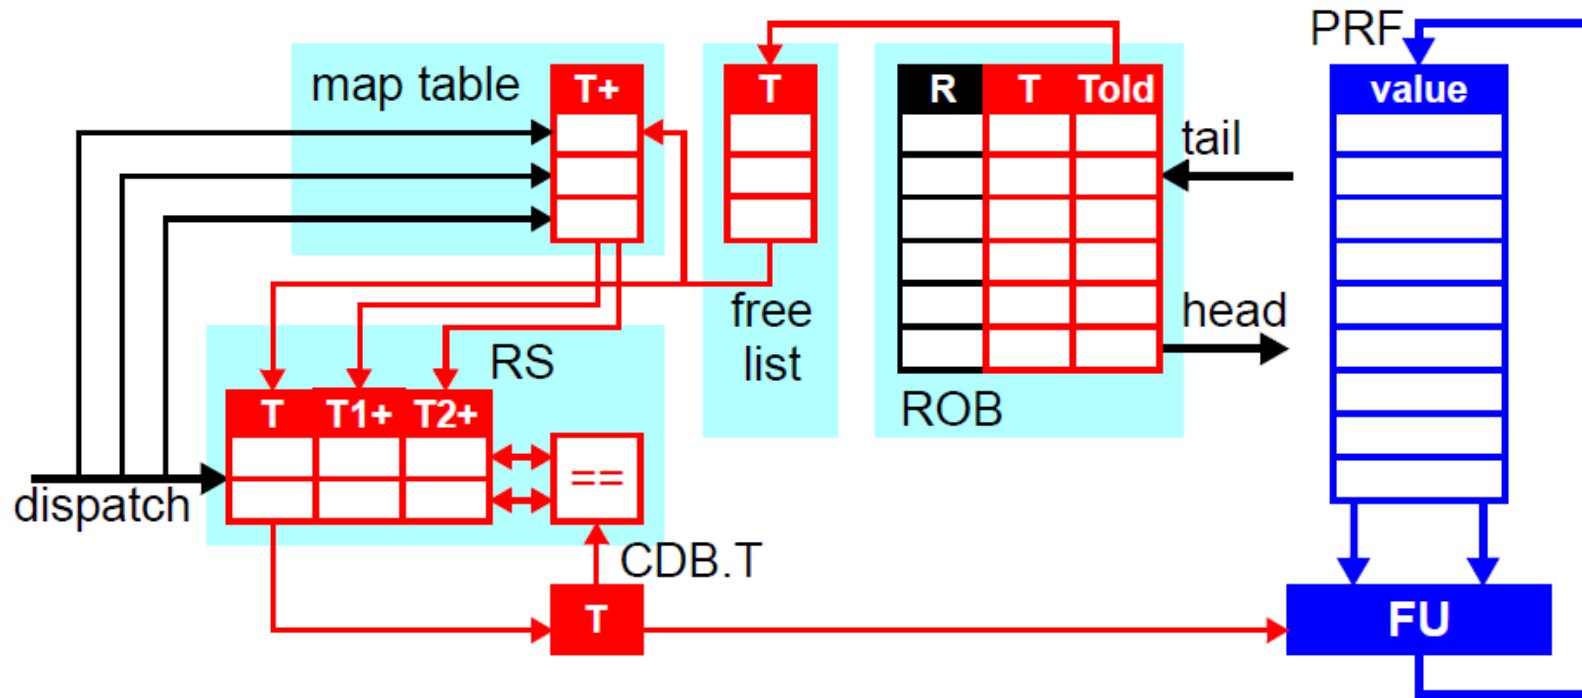 PRF
map table
T+
T
R T Told
value
tail
free
list
head
RS
ROB
T T1+ T2+
==
dispatch
CDB.T
T
FU